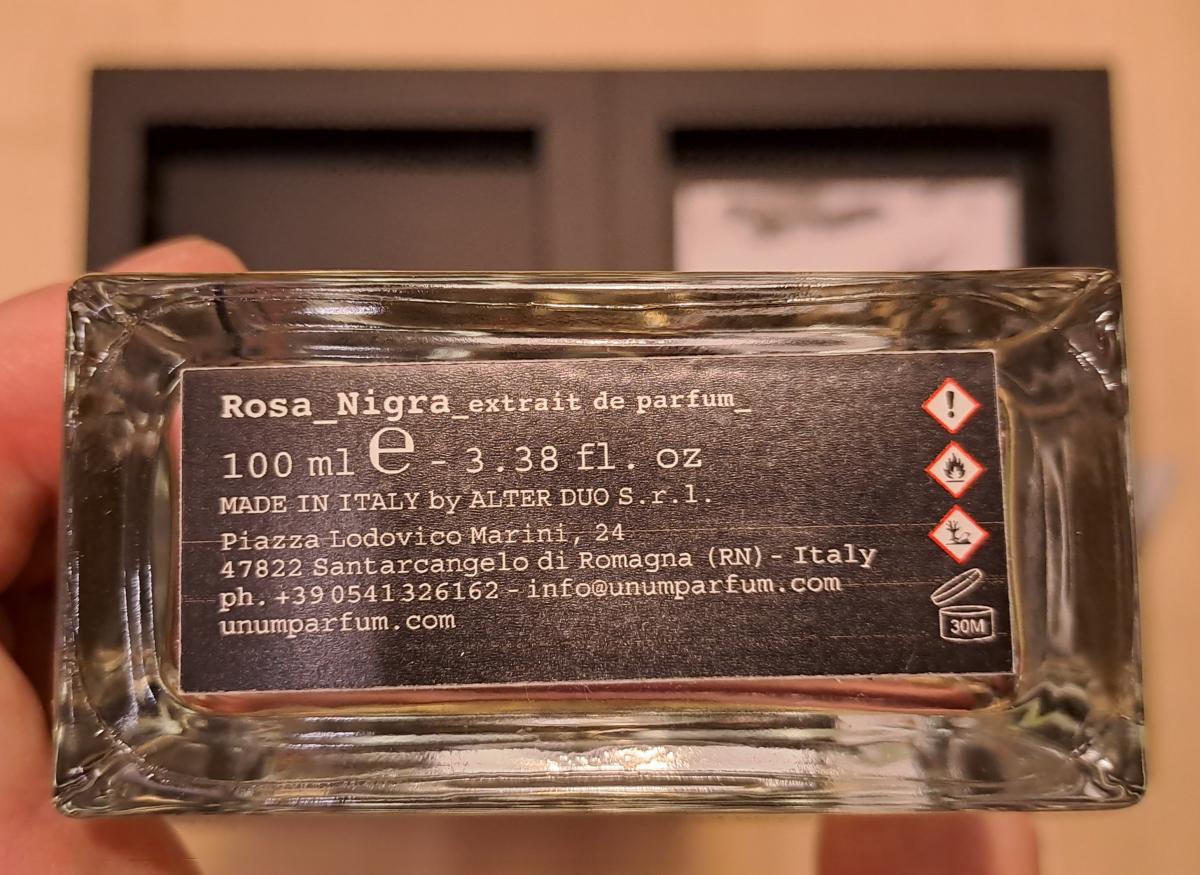 Rosa_Nigra_extrait de parfum_
100 ml e - 3.38 fl. oz
MADE IN ITALY by ALTER DUO S.r.l.
Piazza Lodovico Marini, 24
47822 Santarcangelo di Romagna (RN) - Italy
ph. +39 0541 326162 - info@unumparfum.com
unumparfum.com
30M